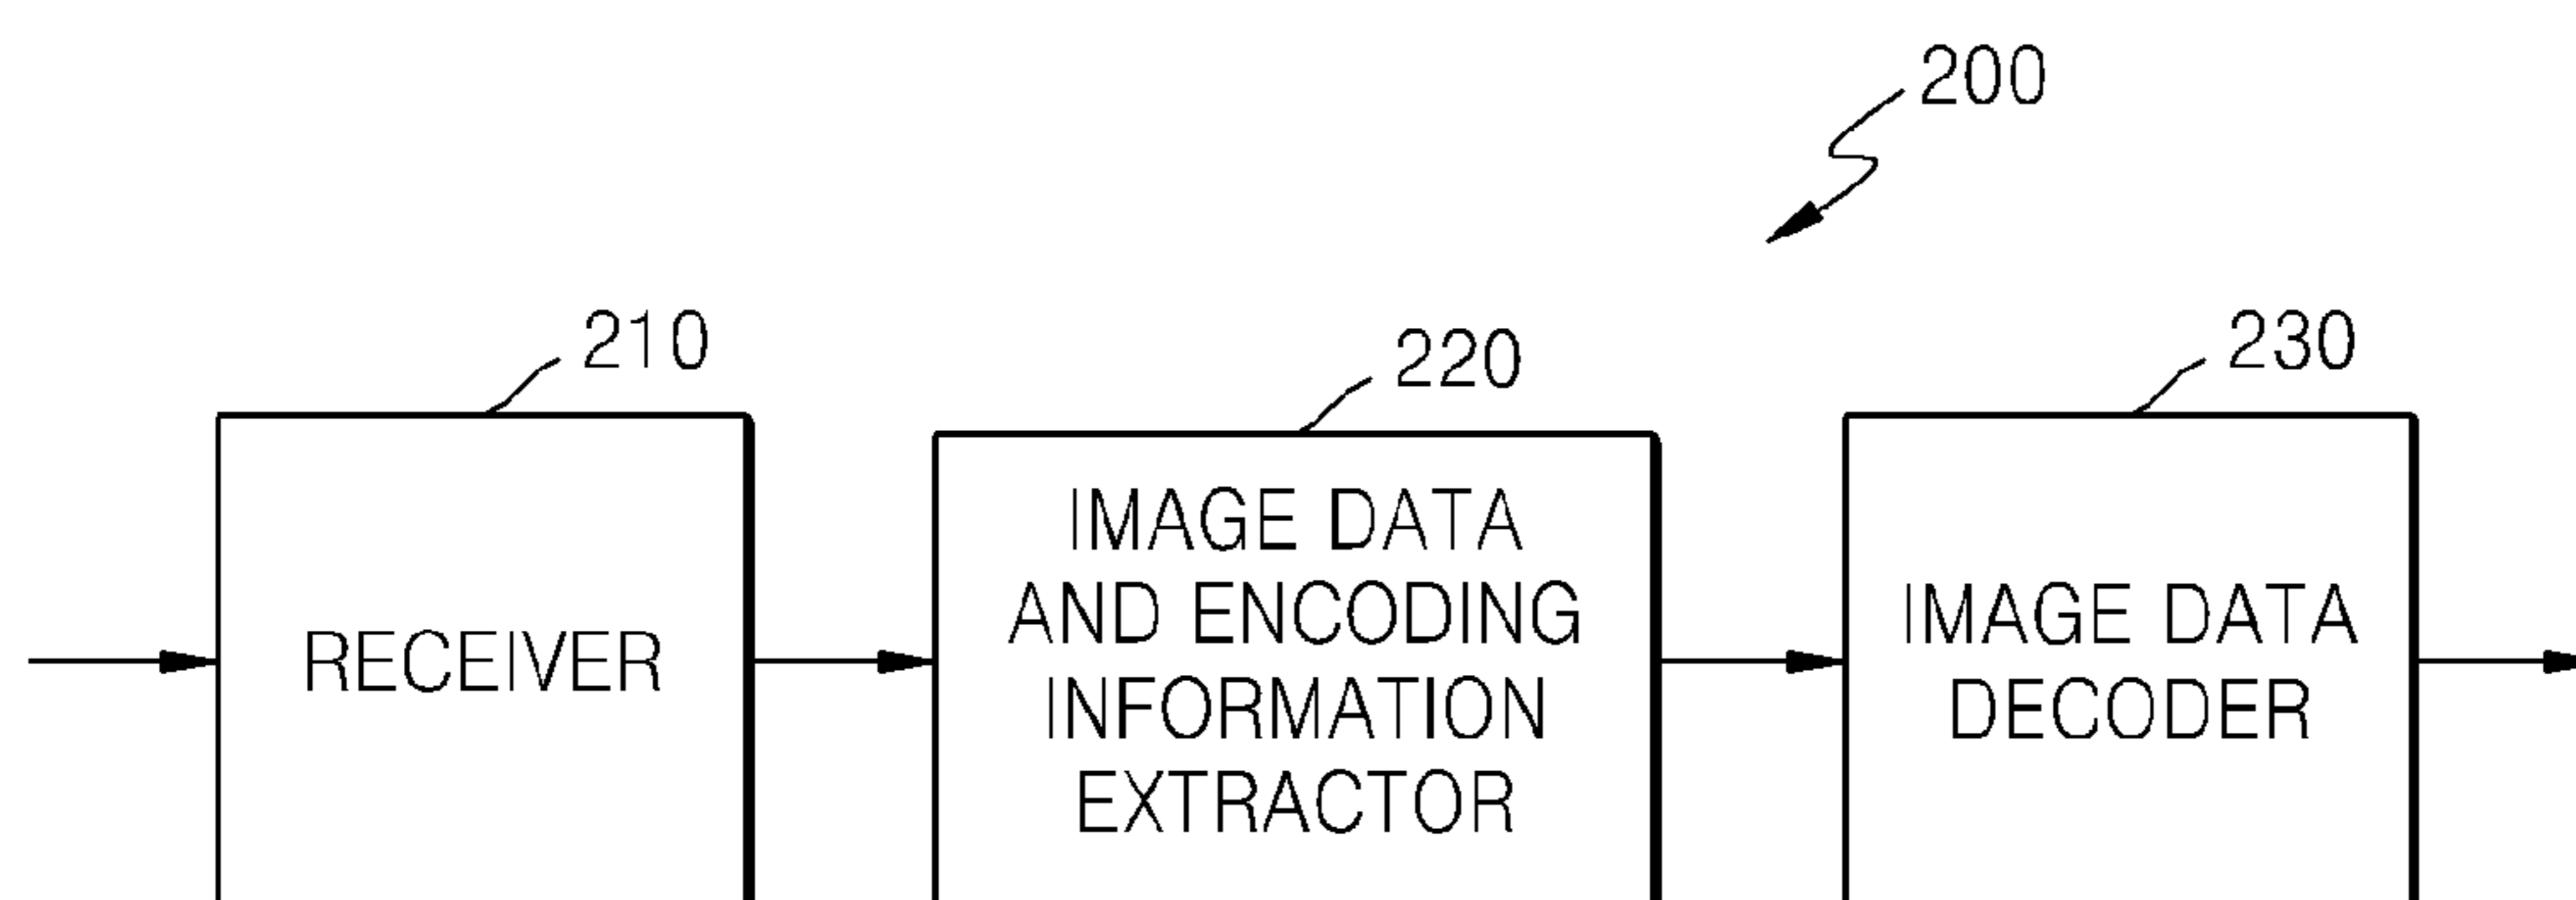 200
210
220
230
RECEIVER
IMAGE DATA
AND ENCODING
INFORMATION
EXTRACTOR
IMAGE DATA
DECODER